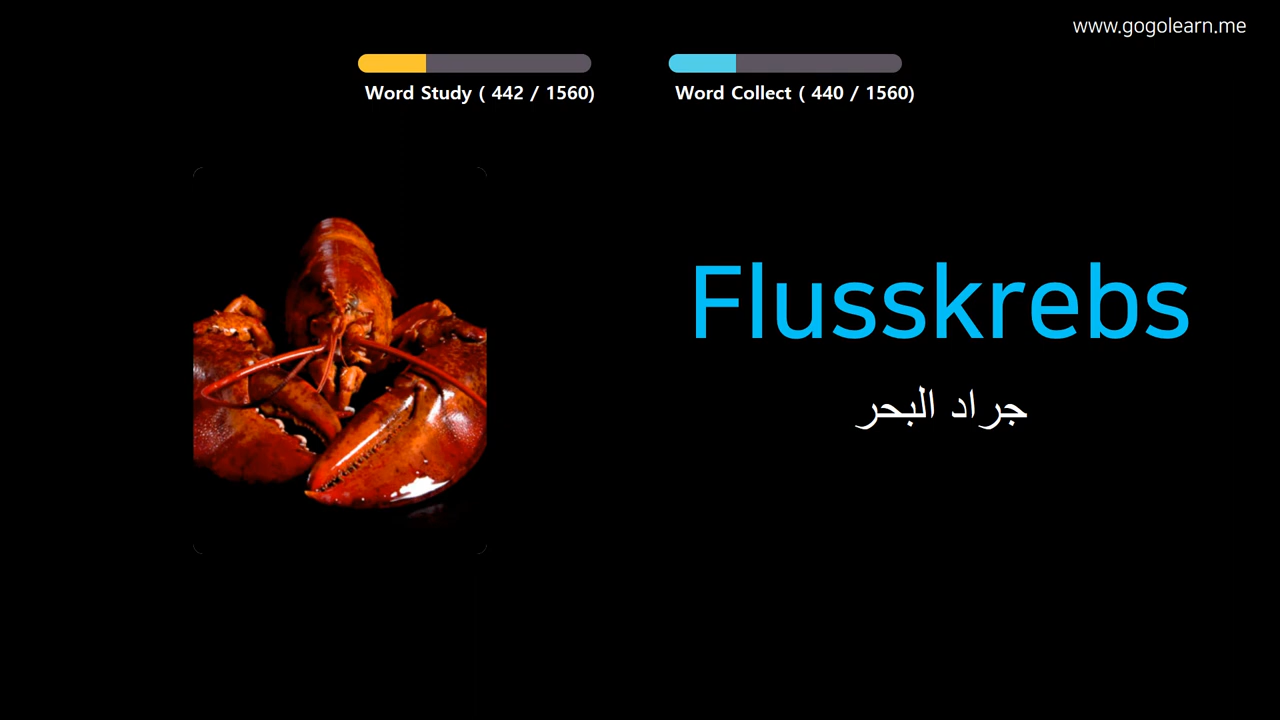 www.gogolearn.me
Word Study ( 442 / 1560)
Word Collect ( 440 / 1560)
Flusskrebs
جراد البحر